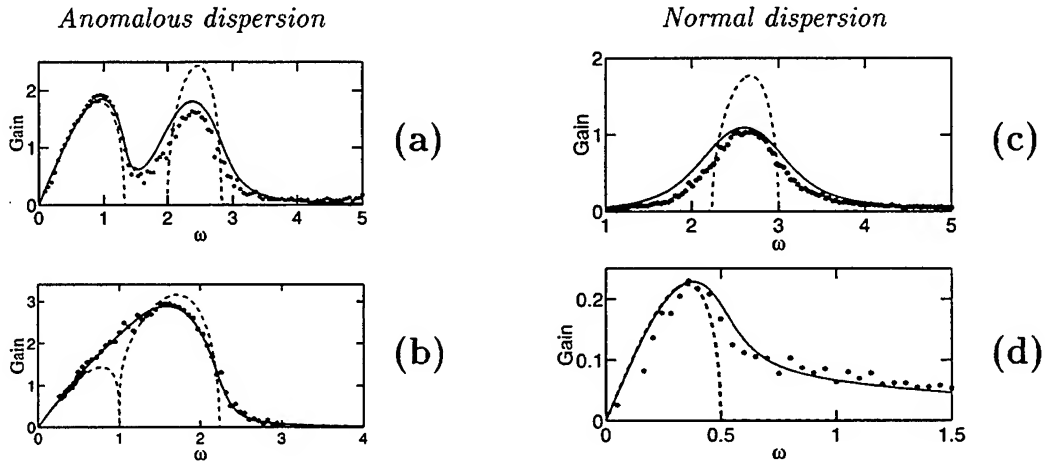 Anomalous dispersion
Normal dispersion
2
1
0
Gain
0 1 2 3 4 5
ω
(a)
2
1
0
Gain
1 2 3 4 5
ω
(c)
3
2
1
0
Gain
0 1 2 3 4
ω
(b)
0.2
0.1
0
Gain
0 0.5 1 1.5
ω
(d)